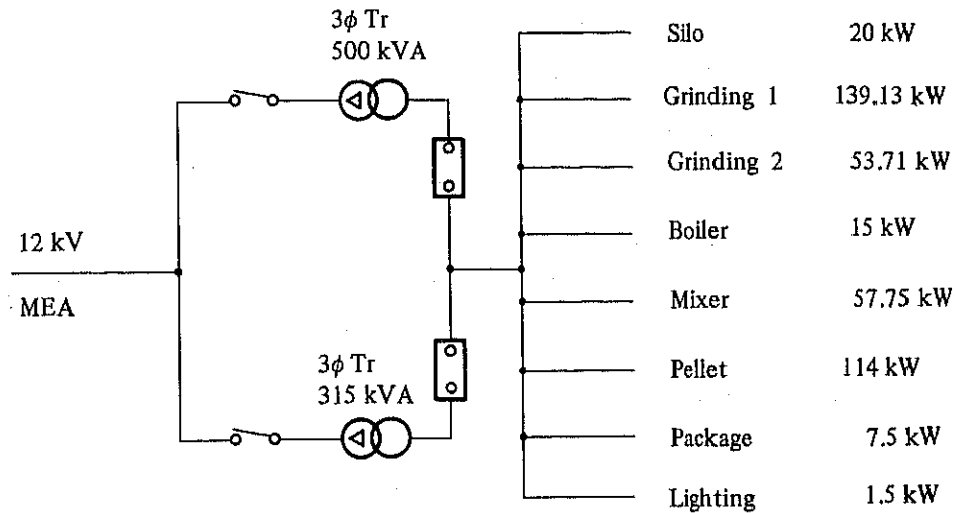 3φ Tr
500 kVA
12 kV
MEA
3φ Tr
315 kVA
Silo 20 kW
Grinding 1 139.13 kW
Grinding 2 53.71 kW
Boiler 15 kW
Mixer 57.75 kW
Pellet 114 kW
Package 7.5 kW
Lighting 1.5 kW